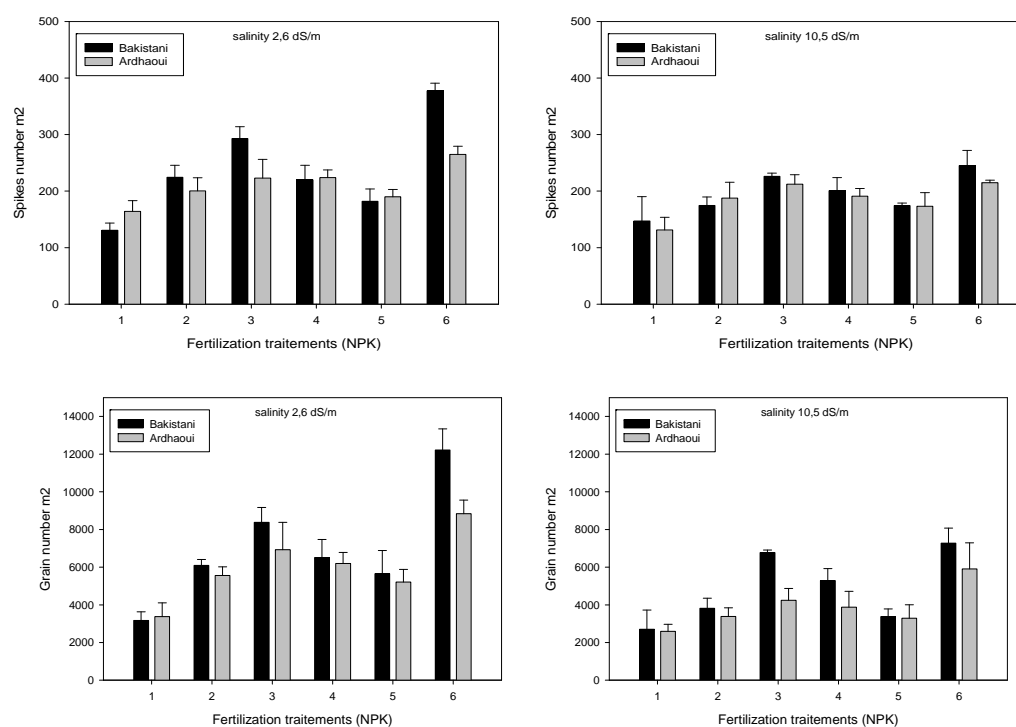 salinity 2,6 dS/m
Bakistani
Ardhaoui
Spikes number m2
500
400
300
200
100
0
1 2 3 4 5 6
Fertilization traitements (NPK)
salinity 10,5 dS/m
Bakistani
Ardhaoui
Spikes number m2
500
400
300
200
100
0
1 2 3 4 5 6
Fertilization traitements (NPK)
salinity 2,6 dS/m
Bakistani
Ardhaoui
Grain number m2
14000
12000
10000
8000
6000
4000
2000
0
1 2 3 4 5 6
Fertilization traitements (NPK)
salinity 10,5 dS/m
Bakistani
Ardhaoui
Grain number m2
14000
12000
10000
8000
6000
4000
2000
0
1 2 3 4 5 6
Fertilization traitements (NPK)